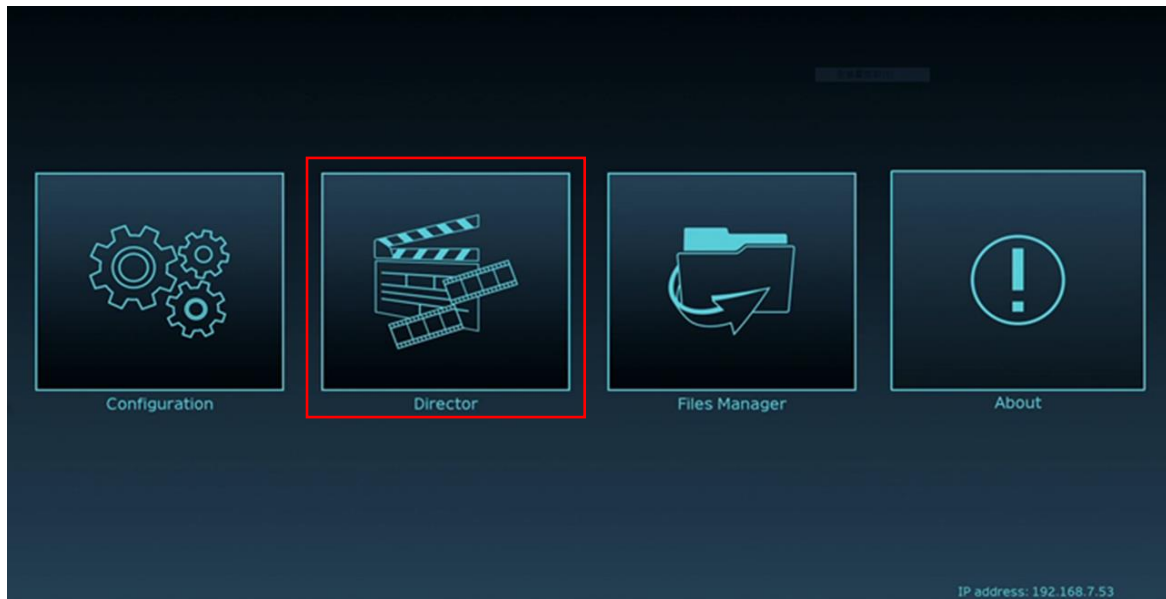 Configuration
Director
Files Manager
About
IP address: 192.168.7.53